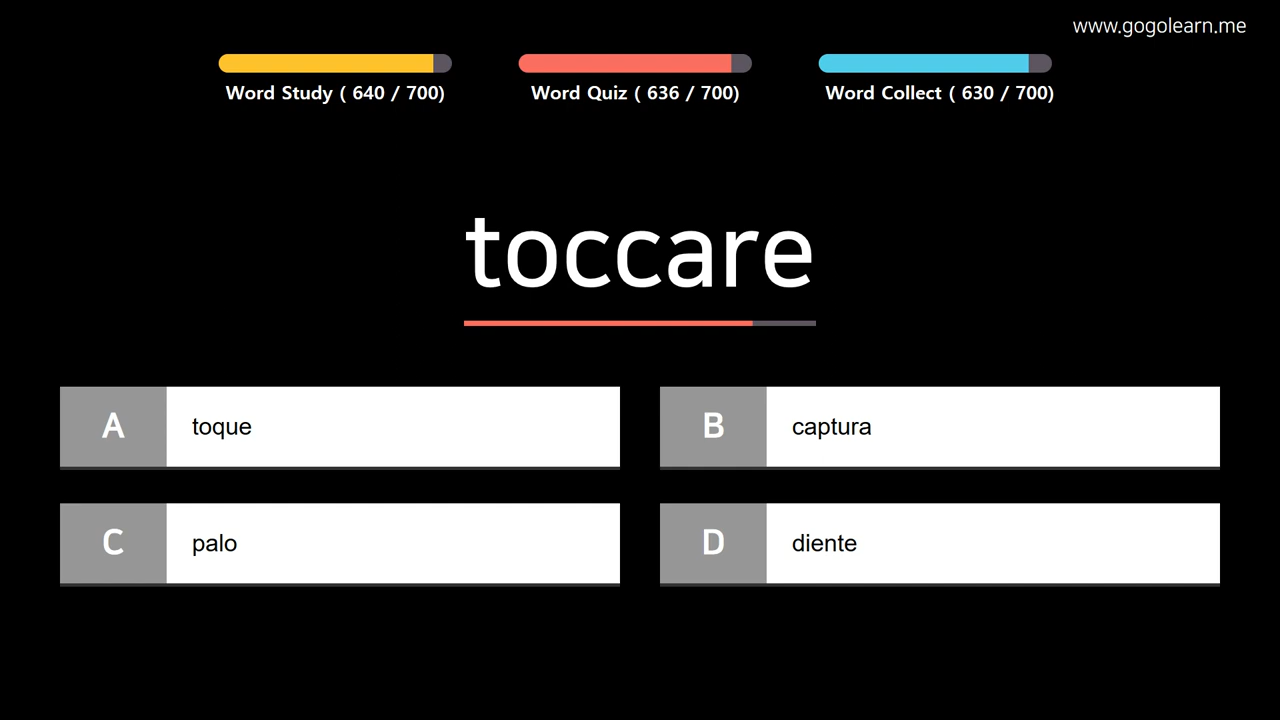 www.gogolearn.me
Word Study ( 640 / 700)
Word Quiz ( 636 / 700)
Word Collect ( 630 / 700)
toccare
A toque
B captura
C palo
D diente